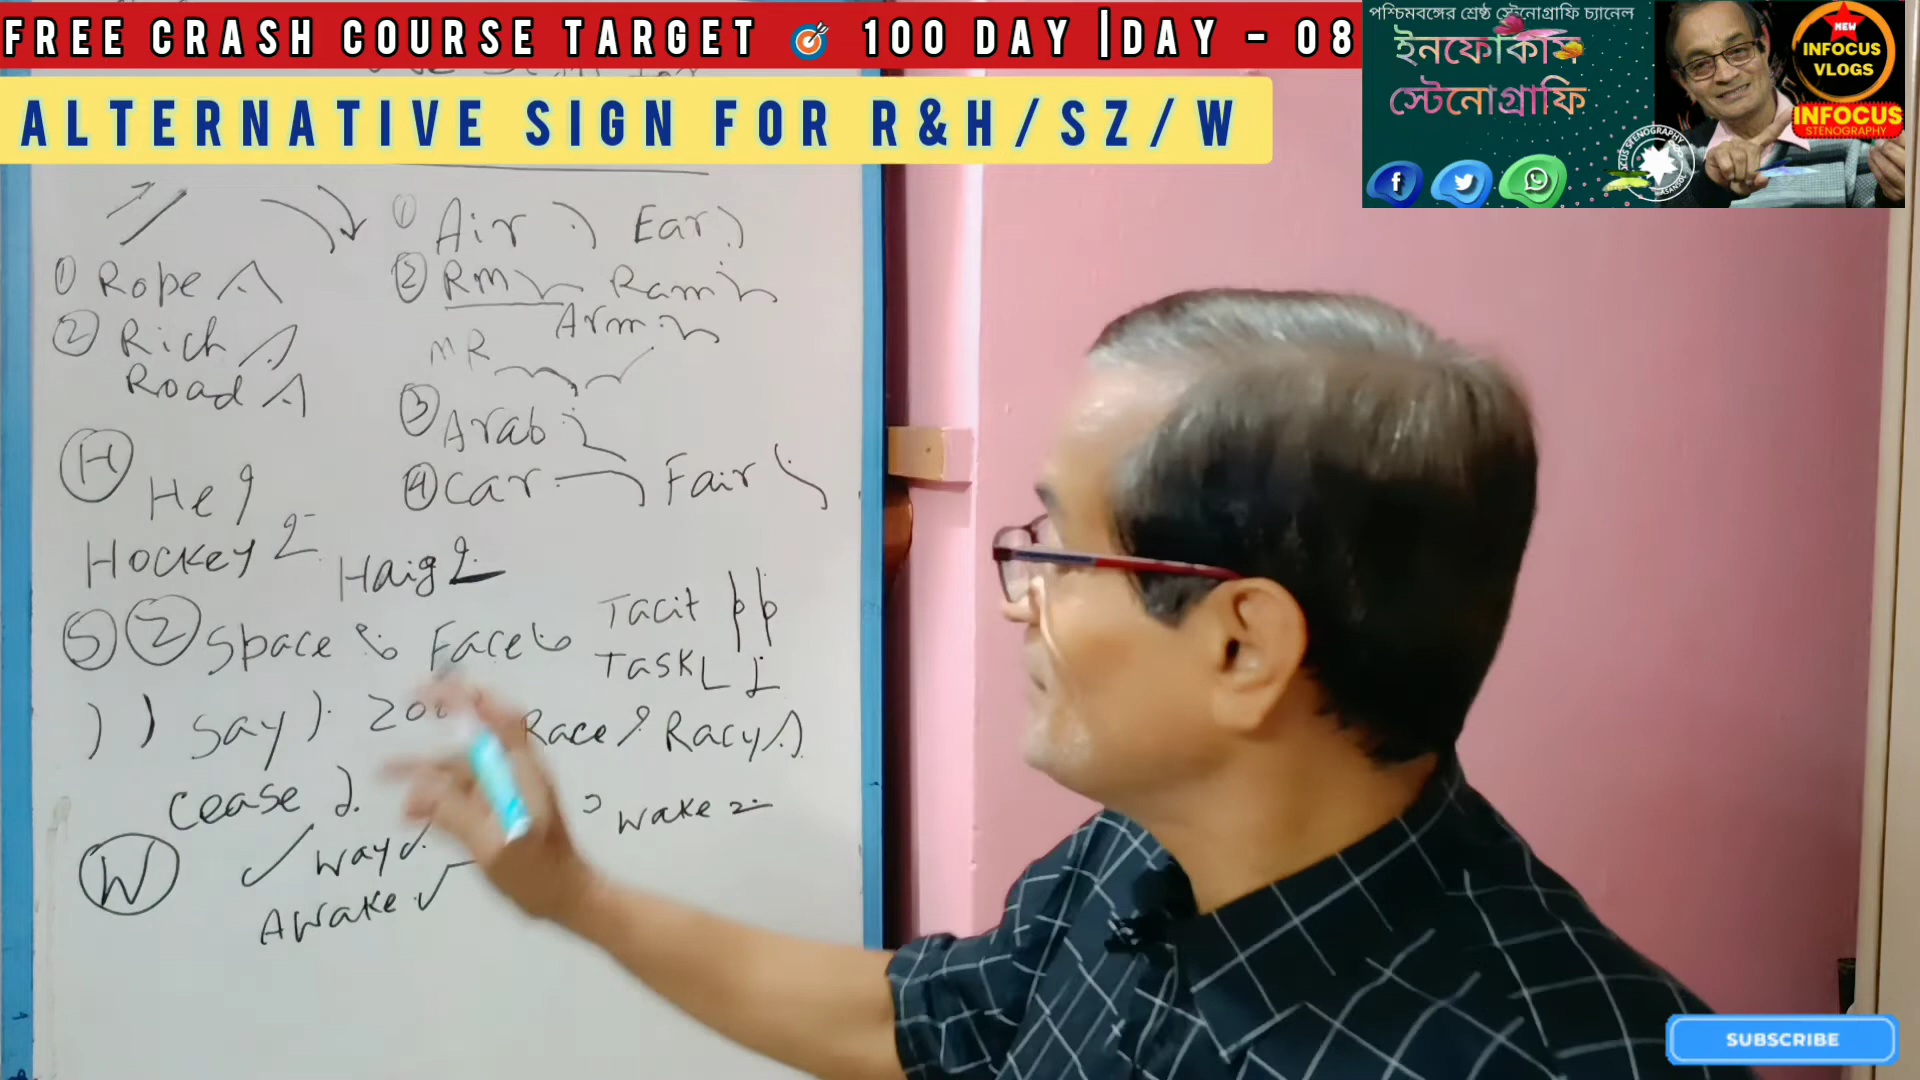 FREE CRASH COURSE TARGET 🎯 100 DAY |DAY - 08
ALTERNATIVE SIGN FOR R&H/SZ/W
পশ্চিমবঙ্গের শ্রেষ্ঠ স্টেনোগ্রাফি চ্যানেল
ইনফোকাস
স্টেনোগ্রাফি
NEW
INFOCUS
VLOGS
INFOCUS
STENOGRAPHY
① Rope
② Rich
Road
① Air Ear
② RM Ram
Arm
MR
③ Arab
④ Car Fair
H
He
Hockey Haig
S Z Space Face Tacit
Task
Say Race Racy
Cease
W Way Wake
Awake
SUBSCRIBE